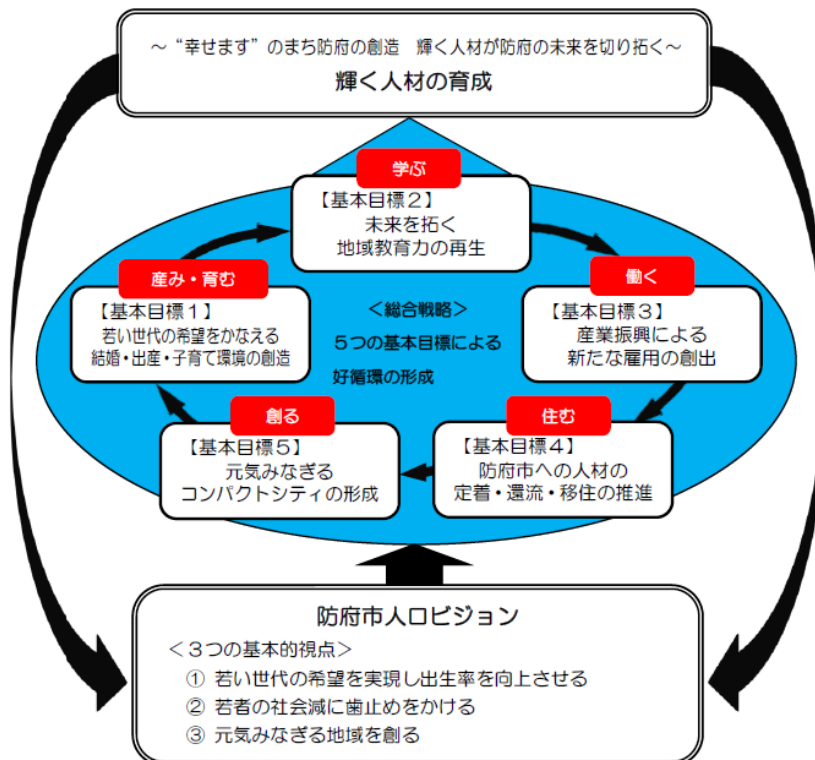 ～ “幸せます”のまち防府の創造　輝く人材が防府の未来を切り拓く～
輝く人材の育成
学ぶ
【基本目標２】
未来を拓く
地域教育力の再生
産み・育む
【基本目標１】
若い世代の希望をかなえる
結婚・出産・子育て環境の創造
＜総合戦略＞
５つの基本目標による
好循環の形成
働く
【基本目標３】
産業振興による
新たな雇用の創出
創る
【基本目標５】
元気みなぎる
コンパクトシティの形成
住む
【基本目標４】
防府市への人材の
定着・還流・移住の推進
防府市人口ビジョン
＜３つの基本的視点＞
① 若い世代の希望を実現し出生率を向上させる
② 若者の社会減に歯止めをかける
③ 元気みなぎる地域を創る